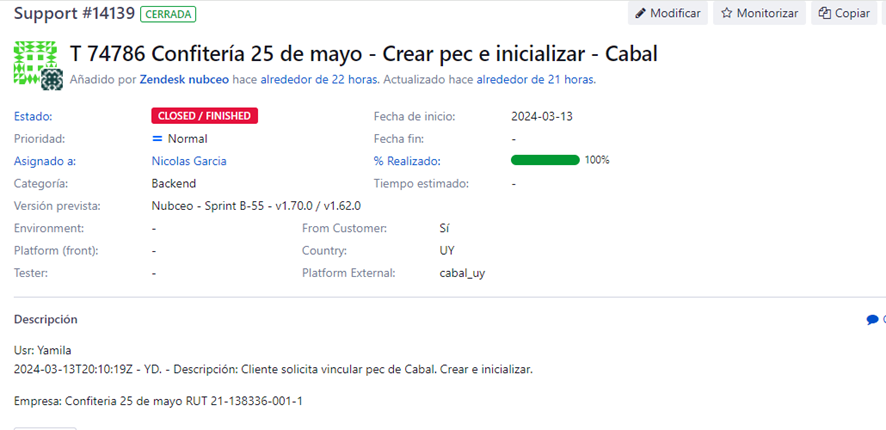 Support #14139 CERRADA
Modificar Monitorizar Copiar
T 74786 Confitería 25 de mayo - Crear pec e inicializar - Cabal
Añadido por Zendesk nubceo hace alrededor de 22 horas. Actualizado hace alrededor de 21 horas.
Estado: CLOSED / FINISHED Fecha de inicio: 2024-03-13
Prioridad: Normal Fecha fin: -
Asignado a: Nicolas Garcia % Realizado: 100%
Categoría: Backend Tiempo estimado: -
Versión prevista: Nubceo - Sprint B-55 - v1.70.0 / v1.62.0
Environment: - From Customer: Sí
Platform (front): - Country: UY
Tester: - Platform External: cabal_uy
Descripción
Usr: Yamila
2024-03-13T20:10:19Z - YD. - Descripción: Cliente solicita vincular pec de Cabal. Crear e inicializar.
Empresa: Confiteria 25 de mayo RUT 21-138336-001-1